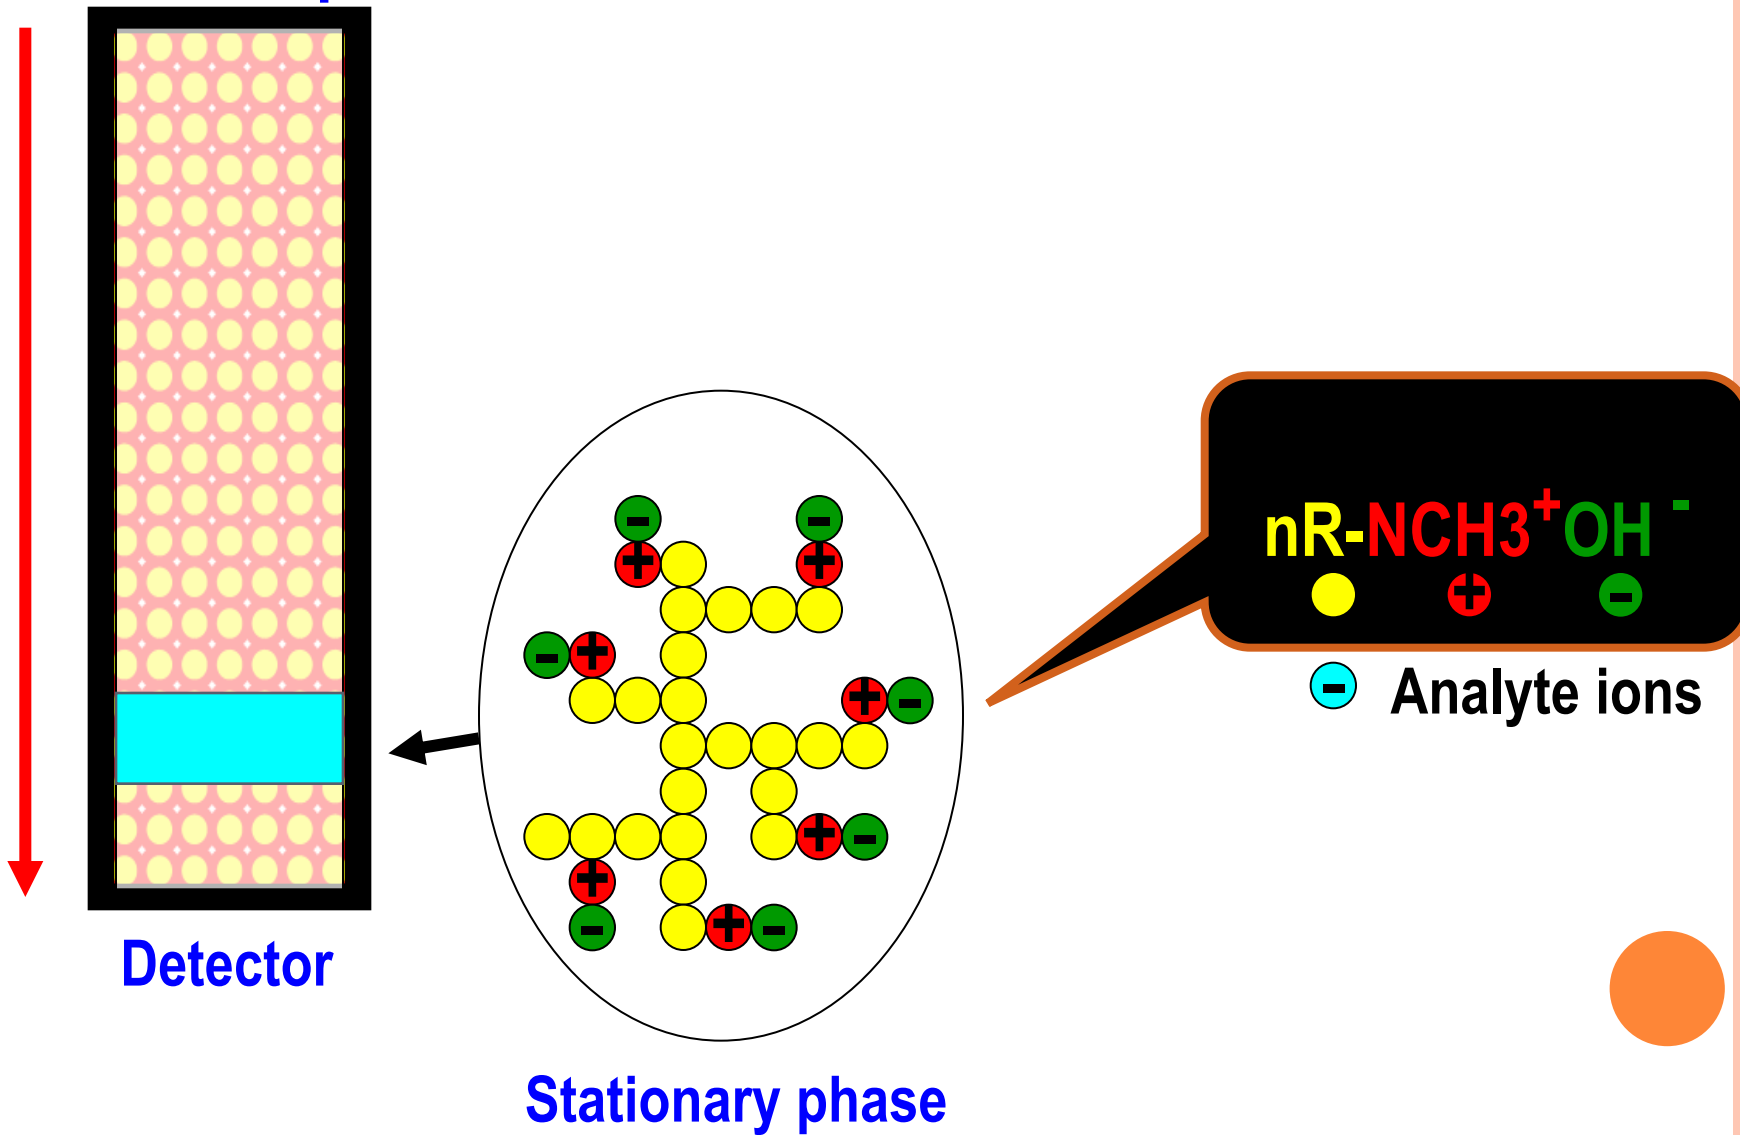 nR-NCH3⁺OH⁻
+ -
- Analyte ions
- -
+ +
- +
+ -
+ -
+
- + -
Detector
Stationary phase